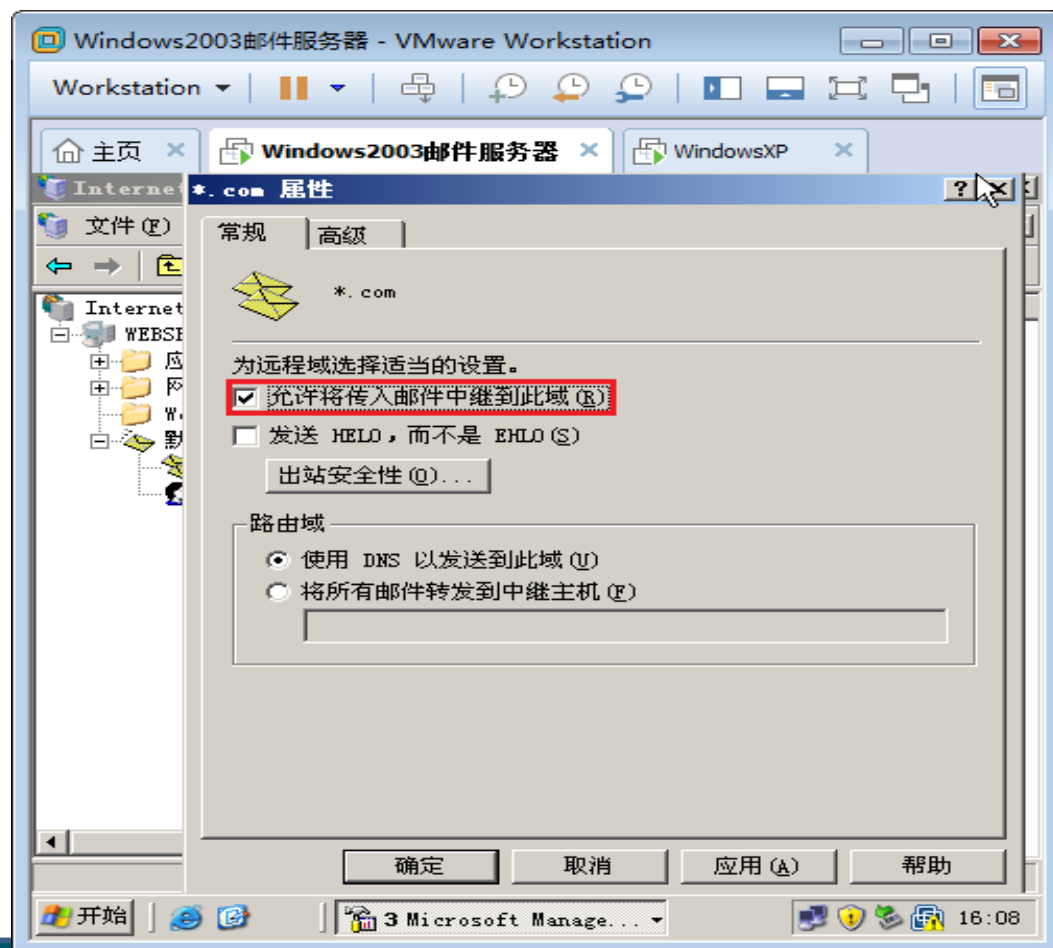 Windows2003邮件服务器 - VMware Workstation
Workstation
主页
Windows2003邮件服务器
WindowsXP
Internet
*.com 属性
文件(F)
常规
高级
*.com
Internet
WEBSE
为远程域选择适当的设置。
允许将传入邮件中继到此域(R)
发送 HELO，而不是 EHLO(S)
出站安全性(O)...
路由域
使用 DNS 以发送到此域(U)
将所有邮件转发到中继主机(F)
确定
取消
应用(A)
帮助
开始
3 Microsoft Manage...
16:08